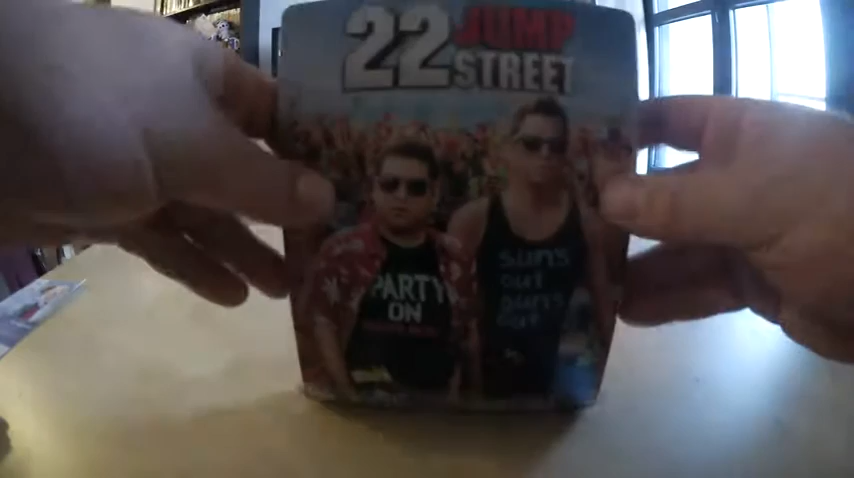 22 JUMP
STREET
PARTY
ON
suns
out
guns
out